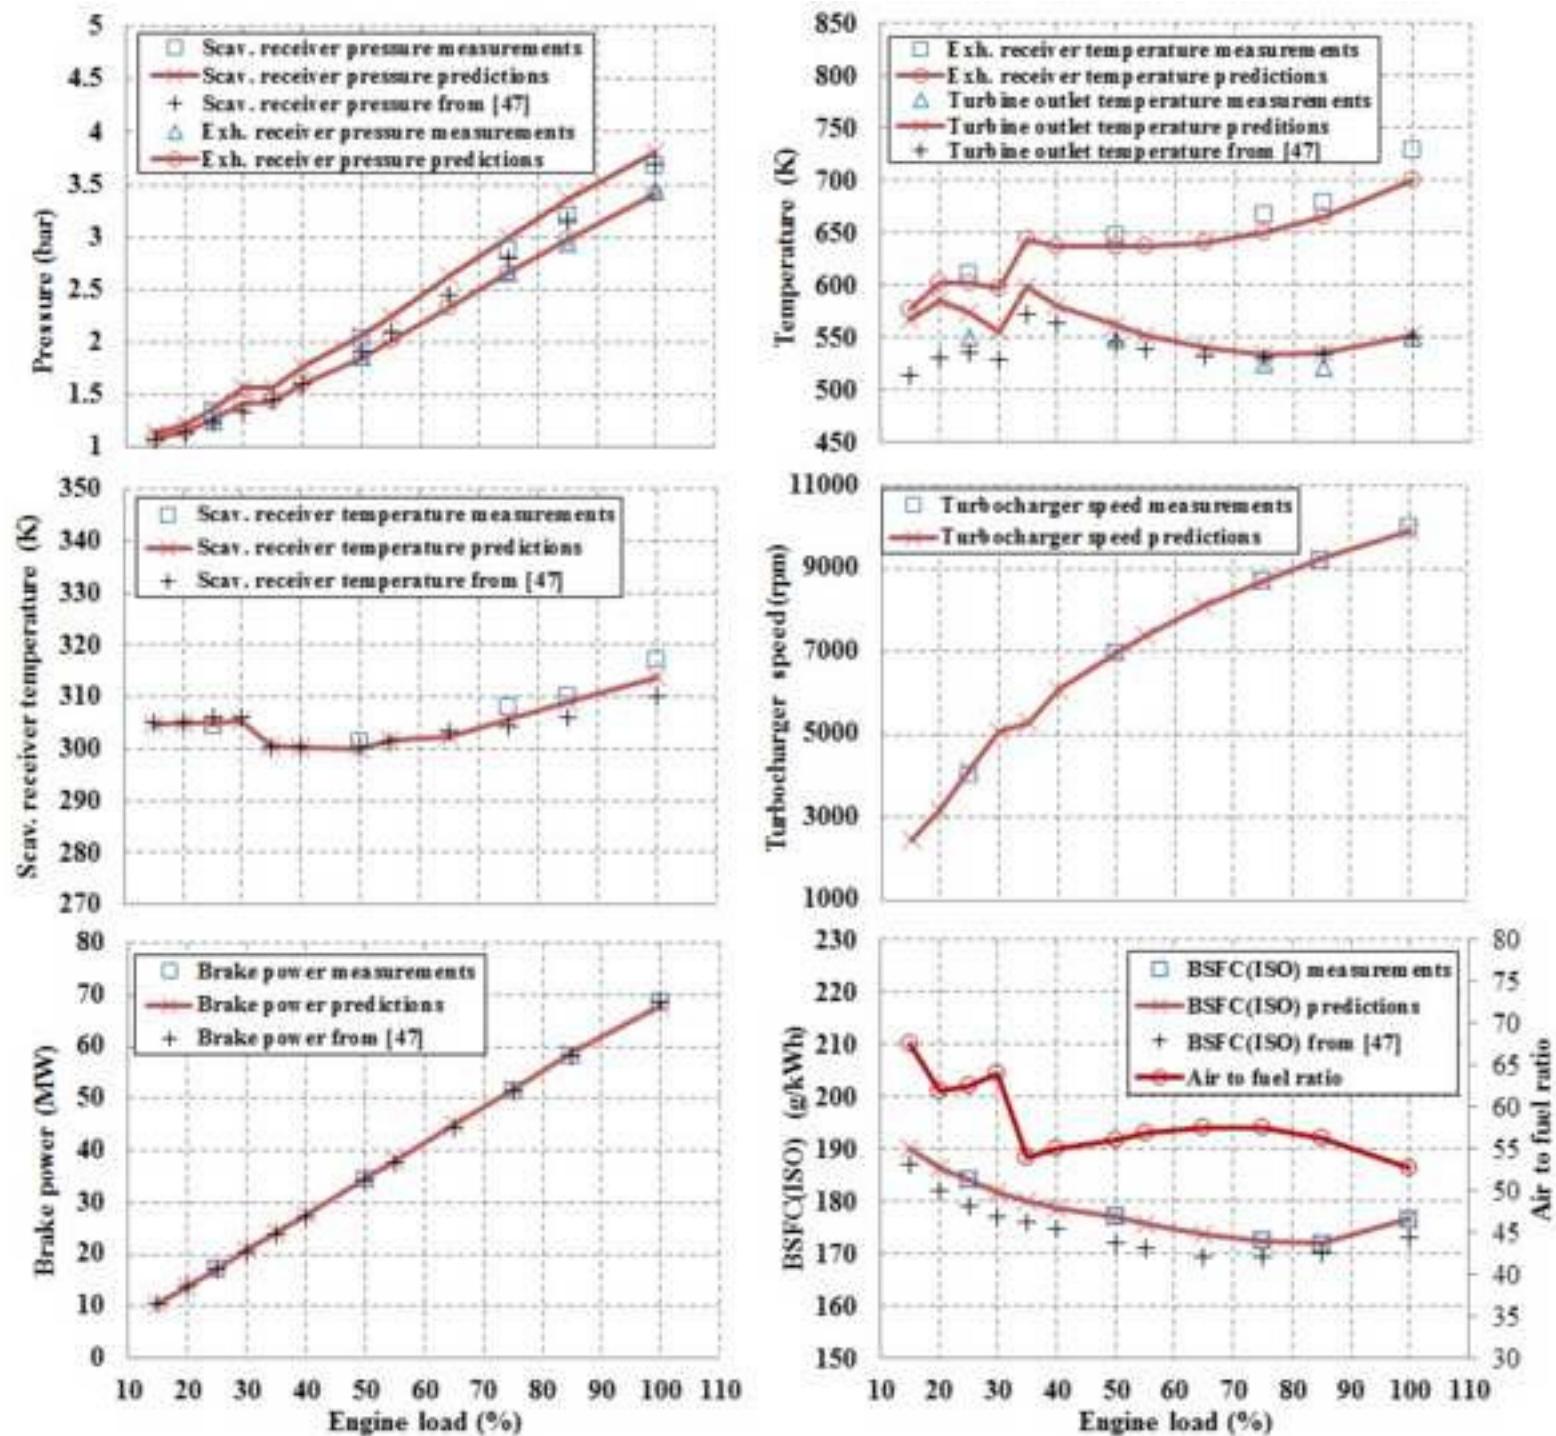 5
4.5
4
3.5
3
2.5
2
1.5
1
Pressure (bar)
Scav. receiver pressure measurements
Scav. receiver pressure predictions
Scav. receiver pressure from [47]
Exh. receiver pressure measurements
Exh. receiver pressure predictions
850
800
750
700
650
600
550
500
450
Temperature (K)
Exh. receiver temperature measurements
Exh. receiver temperature predictions
Turbine outlet temperature measurements
Turbine outlet temperature preditions
Turbine outlet temperature from [47]
350
340
330
320
310
300
290
280
270
Scav. receiver temperature (K)
Scav. receiver temperature measurements
Scav. receiver temperature predictions
Scav. receiver temperature from [47]
11000
9000
7000
5000
3000
1000
Turbocharger speed (rpm)
Turbocharger speed measurements
Turbocharger speed predictions
80
70
60
50
40
30
20
10
0
Brake power (MW)
Brake power measurements
Brake power predictions
Brake power from [47]
10 20 30 40 50 60 70 80 90 100 110
Engine load (%)
230
220
210
200
190
180
170
160
150
BSFC(ISO) (g/kWh)
BSFC(ISO) measurements
BSFC(ISO) predictions
BSFC(ISO) from [47]
Air to fuel ratio
80
75
70
65
60
55
50
45
40
35
30
Air to fuel ratio
10 20 30 40 50 60 70 80 90 100 110
Engine load (%)